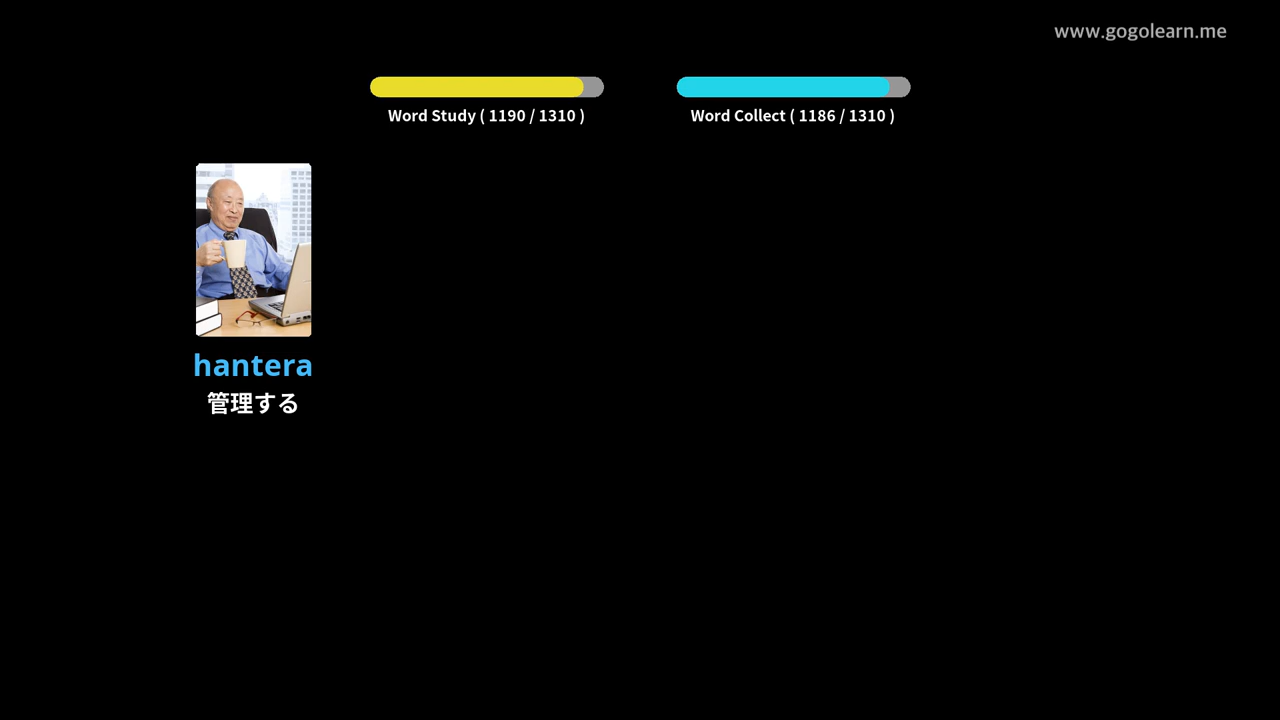 www.gogolearn.me
Word Study ( 1190 / 1310 )
Word Collect ( 1186 / 1310 )
hantera
管理する